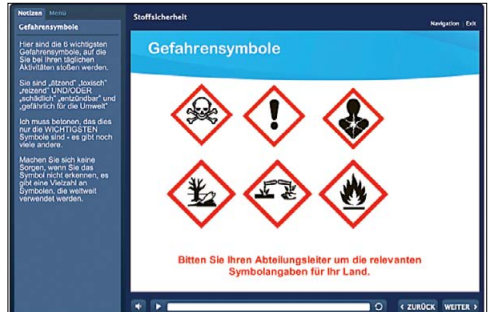 Notizen Menü
Stoffsicherheit
Navigation | Exit
Gefahrensymbole
Hier sind die 6 wichtigsten
Gefahrensymbole, auf die
Sie bei Ihren täglichen
Aktivitäten stoßen werden.
Sie sind „ätzend" „toxisch"
„reizend" UND/ODER
„schädlich" „entzündbar" und
„gefährlich für die Umwelt".
Ich muss betonen, dass dies
nur die WICHTIGSTEN
Symbole sind - es gibt noch
viele andere.
Machen Sie sich keine
Sorgen, wenn Sie das
Symbol nicht erkennen, es
gibt eine Vielzahl an
Symbolen, die weltweit
verwendet werden.
Gefahrensymbole
Bitten Sie Ihren Abteilungsleiter um die relevanten
Symbolangaben für Ihr Land.
ZURÜCK WEITER